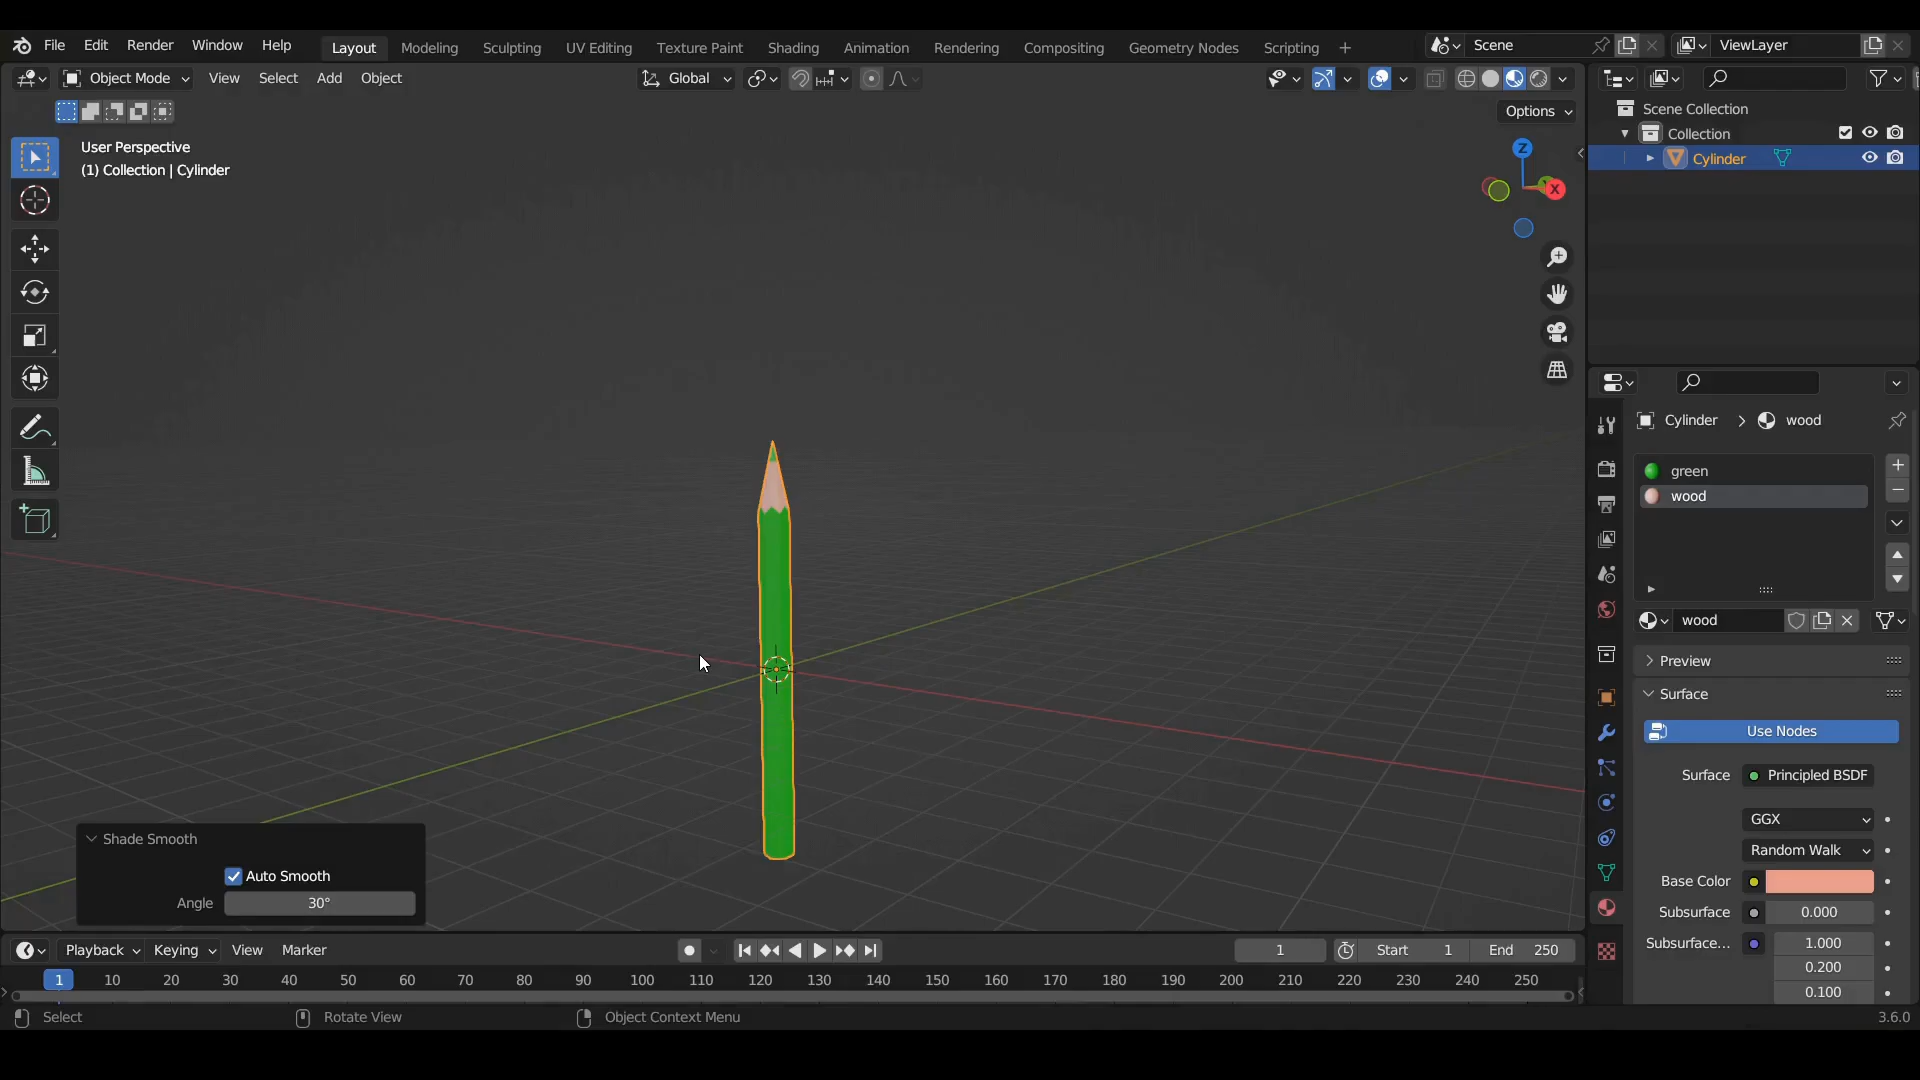 File Edit Render Window Help Layout Modeling Sculpting UV Editing Texture Paint Shading Animation Rendering Compositing Geometry Nodes Scripting + Scene ViewLayer
Object Mode View Select Add Object Global
Options
User Perspective
(1) Collection | Cylinder
Z
X
Scene Collection
Collection
Cylinder
Cylinder > wood
green
wood
wood
Preview
Surface
Use Nodes
Surface Principled BSDF
GGX
Random Walk
Base Color
Subsurface 0.000
Subsurface... 1.000
0.200
0.100
Shade Smooth
Auto Smooth
Angle 30°
Playback Keying View Marker 1 Start 1 End 250
1 10 20 30 40 50 60 70 80 90 100 110 120 130 140 150 160 170 180 190 200 210 220 230 240 250
Select Rotate View Object Context Menu 3.6.0